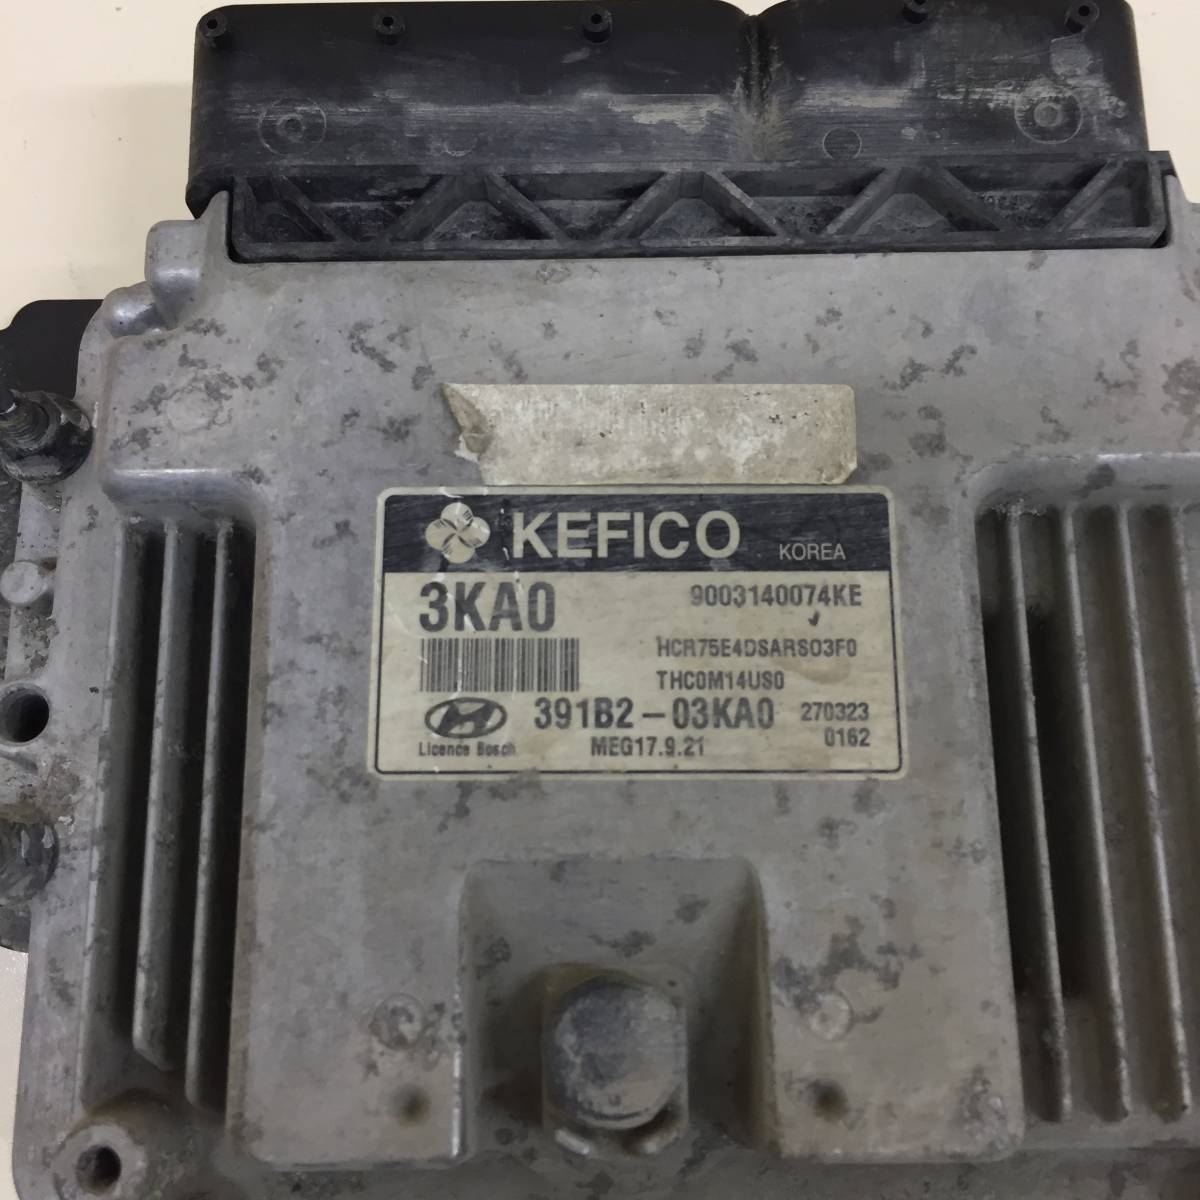 KEFICO KOREA
3KA0 9003140074KE
HCR75E4DSARS03F0
THC0M14US0
391B2-03KA0 270323
Licence Bosch MEG17.9.21 0162